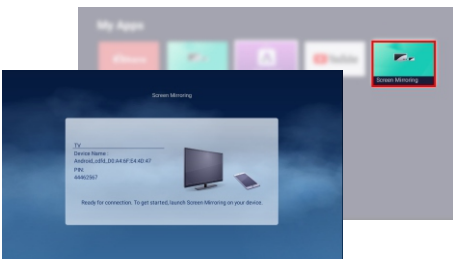 My Apps
YouTube
Screen Mirroring
Screen Mirroring
TV
Device Name :
PIN:
44462567
Ready for connection. To get started, launch Screen Mirroring on your device.